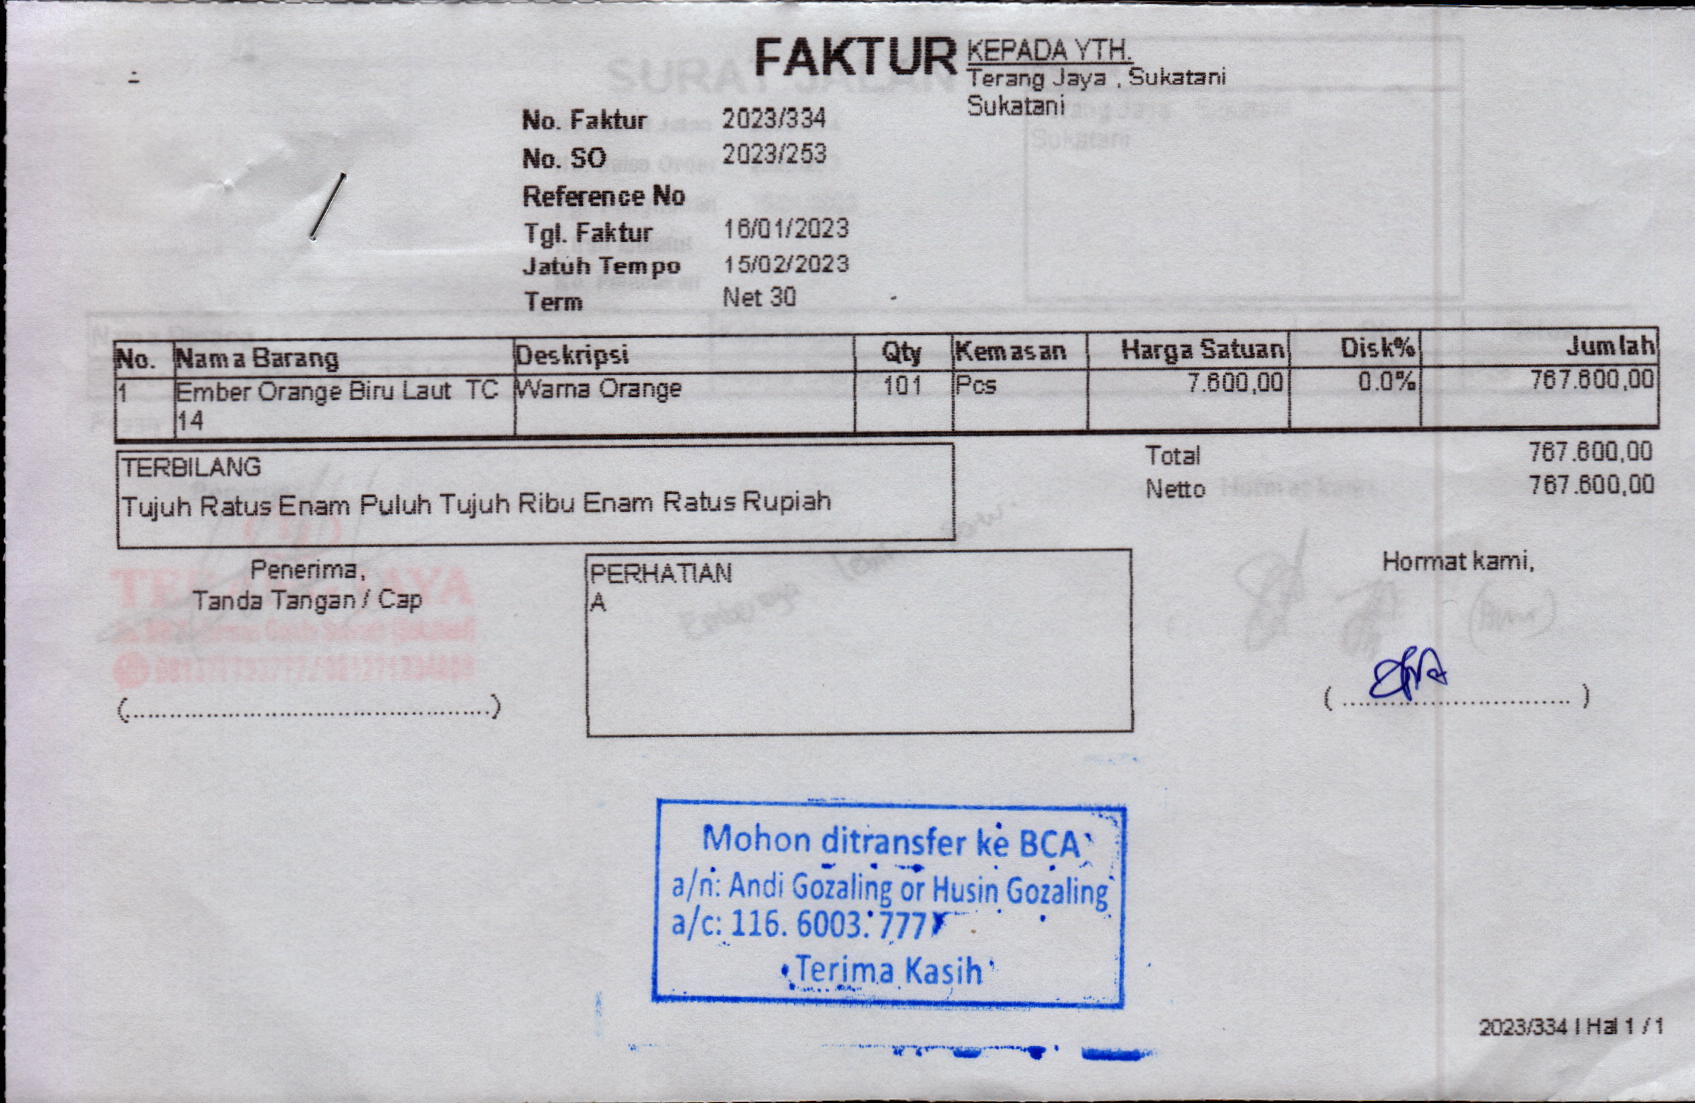 FAKTUR
KEPADA YTH.
Terang Jaya , Sukatani
Sukatani
No. Faktur 2023/334
No. SO 2023/253
Reference No
Tgl. Faktur 16/01/2023
Jatuh Tempo 15/02/2023
Term Net 30
No. Nama Barang Deskripsi Qty Kemasan Harga Satuan Disk% Jumlah
1 Ember Orange Biru Laut TC Warna Orange 101 Pcs 7.600,00 0.0% 767.600,00
14
Total 767.600,00
Netto 767.600,00
TERBILANG
Tujuh Ratus Enam Puluh Tujuh Ribu Enam Ratus Rupiah
Penerima,
Tanda Tangan / Cap
(................................................)
PERHATIAN
A
Hormat kami,
( ............................. )
Mohon ditransfer ke BCA
a/n: Andi Gozaling or Husin Gozaling
a/c: 116. 6003. 7777
Terima Kasih
2023/334 | Hal 1 / 1
SURAT JALAN